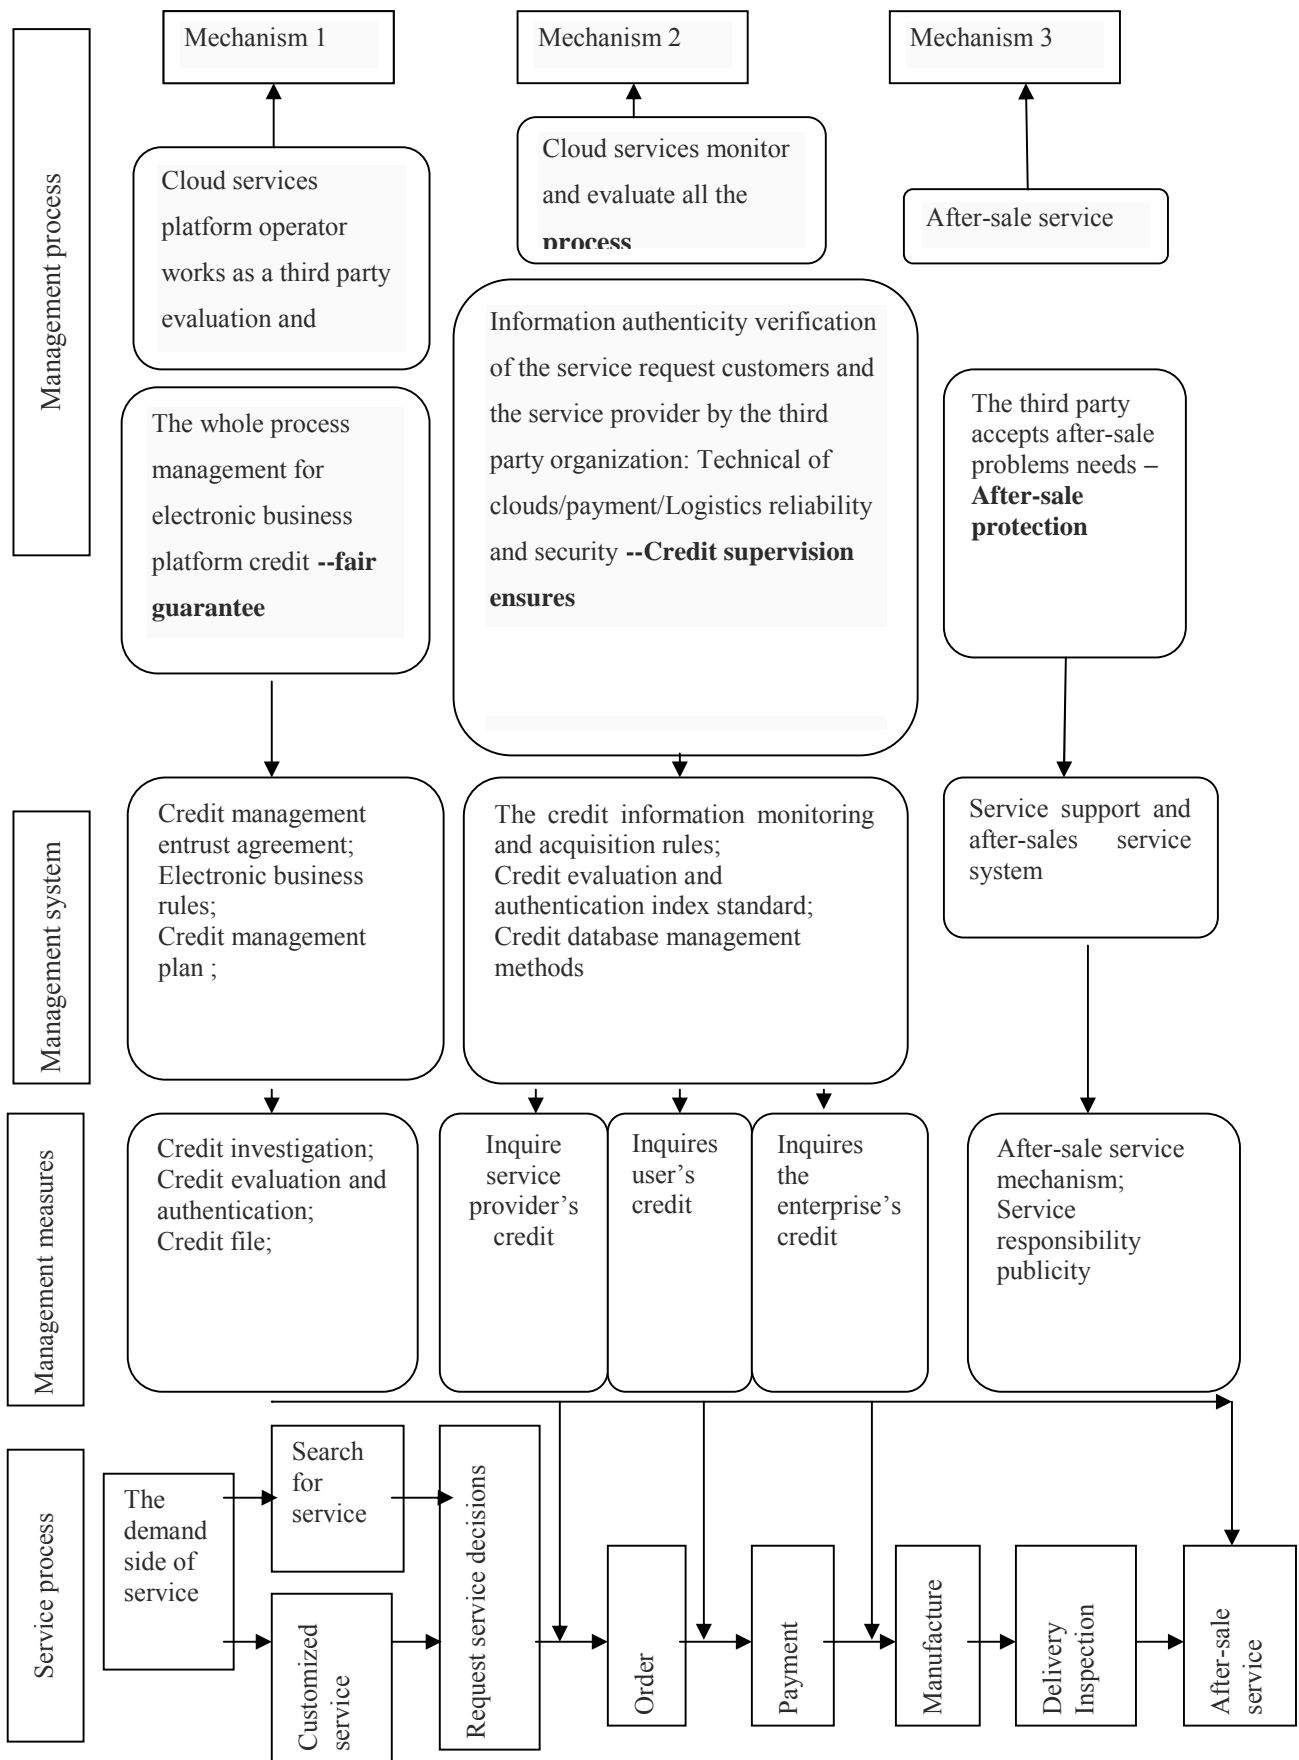 Management process
Mechanism 1
Mechanism 2
Mechanism 3
Cloud services
platform operator
works as a third party
evaluation and
Cloud services monitor
and evaluate all the
process
After-sale service
The whole process
management for
electronic business
platform credit --fair
guarantee
Information authenticity verification
of the service request customers and
the service provider by the third
party organization: Technical of
clouds/payment/Logistics reliability
and security --Credit supervision
ensures
The third party
accepts after-sale
problems needs –
After-sale
protection
Management system
Credit management
entrust agreement;
Electronic business
rules;
Credit management
plan ;
The credit information monitoring
and acquisition rules;
Credit evaluation and
authentication index standard;
Credit database management
methods
Service support and
after-sales service
system
Management measures
Credit investigation;
Credit evaluation and
authentication;
Credit file;
Inquire
service
provider’s
credit
Inquires
user’s
credit
Inquires
the
enterprise’s
credit
After-sale service
mechanism;
Service
responsibility
publicity
Service process
The
demand
side of
service
Search
for
service
Customized
service
Request service decisions
Order
Payment
Manufacture
Delivery
Inspection
After-sale
service